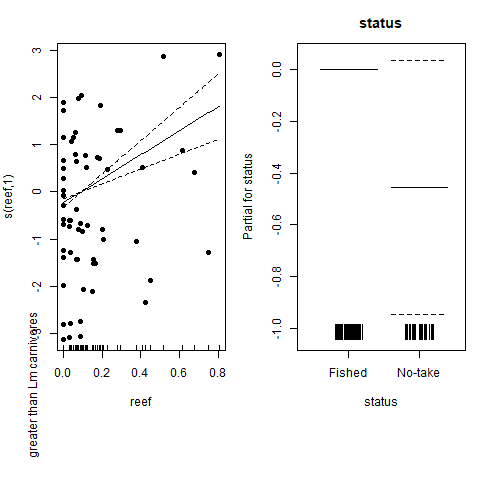 status
s(reef,1)
greater than Lm carnivores
3
2
1
0
-1
-2
-3
0.0
0.2
0.4
0.6
0.8
reef
Partial for status
0.0
-0.2
-0.4
-0.6
-0.8
-1.0
Fished
No-take
status